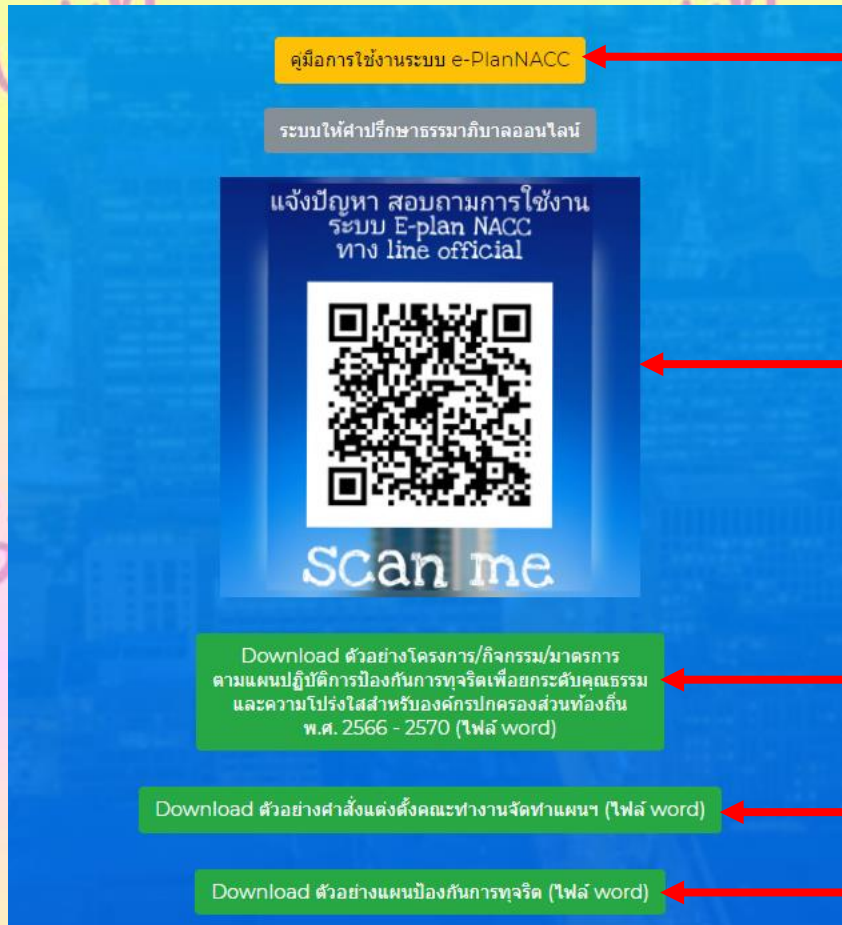 คู่มือการใช้งานระบบ e-PlanNACC
ระบบให้คำปรึกษาธรรมาภิบาลออนไลน์
แจ้งปัญหา สอบถามการใช้งาน
ระบบ E-plan NACC
ทาง line official
scan me
Download ตัวอย่างโครงการ/กิจกรรม/มาตรการ
ตามแผนปฏิบัติการป้องกันการทุจริตเพื่อยกระดับคุณธรรม
และความโปร่งใสสำหรับองค์กรปกครองส่วนท้องถิ่น
พ.ศ. 2566 - 2570 (ไฟล์ word)
Download ตัวอย่างคำสั่งแต่งตั้งคณะทำงานจัดทำแผนฯ (ไฟล์ word)
Download ตัวอย่างแผนป้องกันการทุจริต (ไฟล์ word)